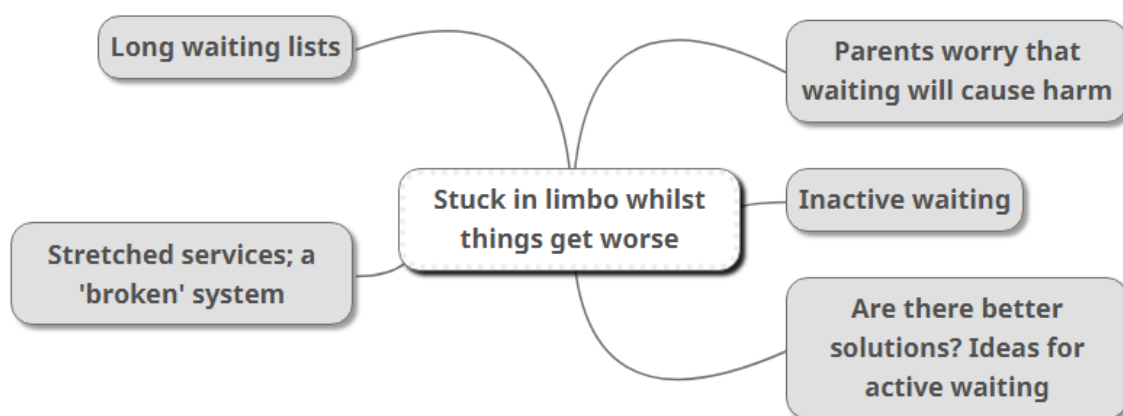 Long waiting lists
Parents worry that
waiting will cause harm
Stuck in limbo whilst
things get worse
Inactive waiting
Stretched services; a
'broken' system
Are there better
solutions? Ideas for
active waiting